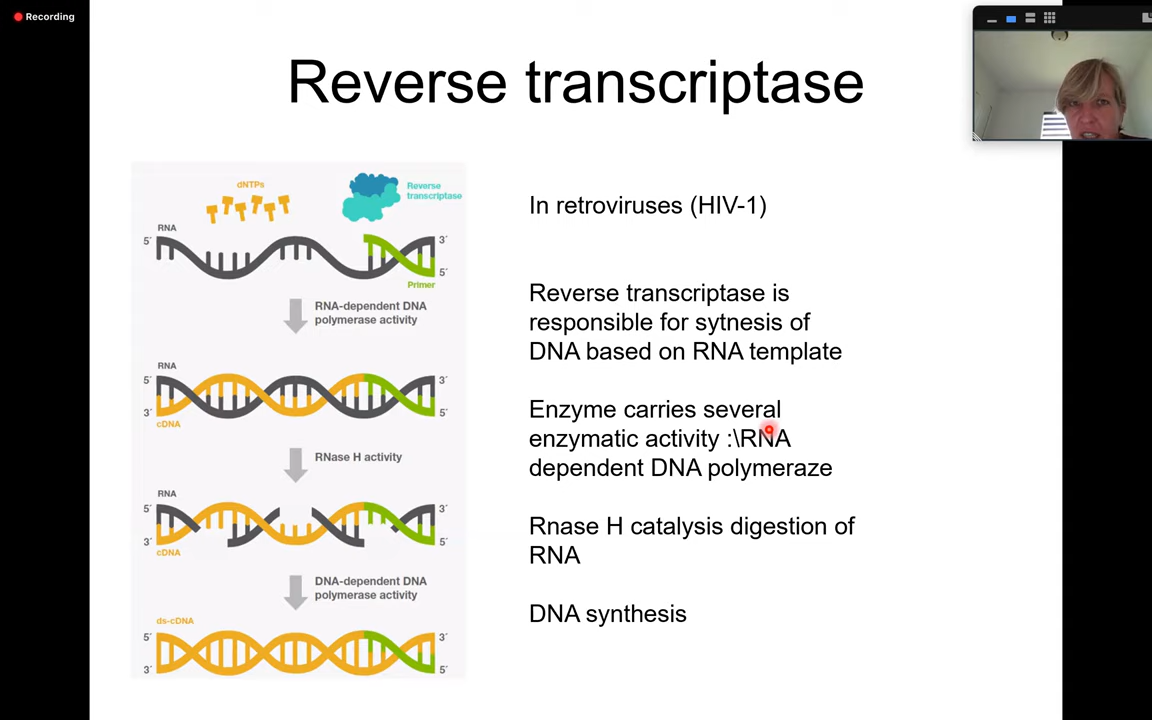 Recording
Reverse transcriptase
dNTPs
Reverse
transcriptase
RNA
5´
3´
5´
Primer
RNA-dependent DNA
polymerase activity
RNA
5´
3´
3´
5´
cDNA
RNase H activity
RNA
5´
3´
3´
5´
cDNA
DNA-dependent DNA
polymerase activity
ds-cDNA
5´
3´
3´
5´
In retroviruses (HIV-1)
Reverse transcriptase is
responsible for sytnesis of
DNA based on RNA template
Enzyme carries several
enzymatic activity :\RNA
dependent DNA polymeraze
Rnase H catalysis digestion of
RNA
DNA synthesis